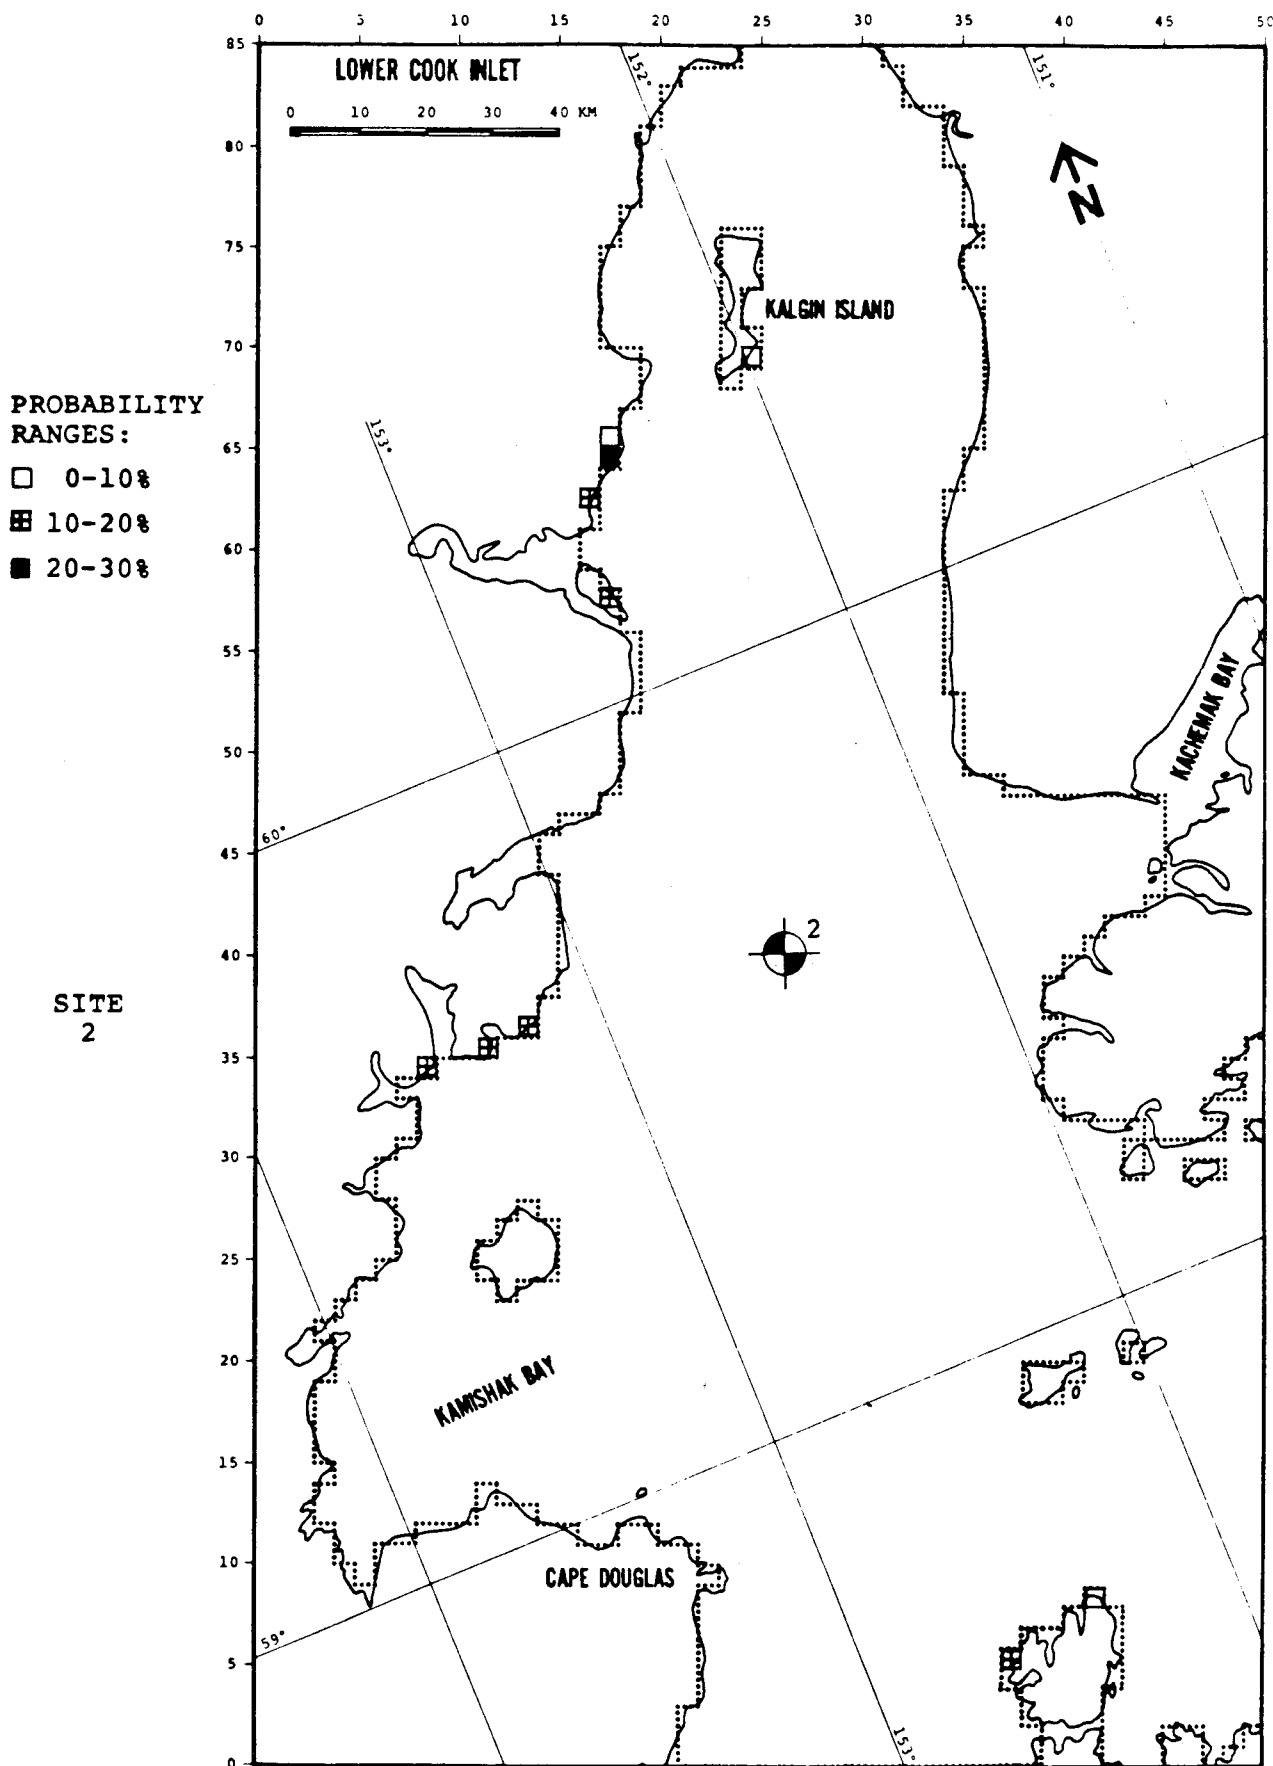 0 5 10 15 20 25 30 35 40 45 50
85
LOWER COOK INLET
152°
151°
0 10 20 30 40 KM
80
N
75
KALGIN ISLAND
70
PROBABILITY
RANGES:
0-10%
10-20%
20-30%
153°
65
60
55
50
KACHEMAK BAY
60°
45
2
40
SITE
2
35
30
25
20
KAMISHAK BAY
15
10
CAPE DOUGLAS
59°
5
153°
0